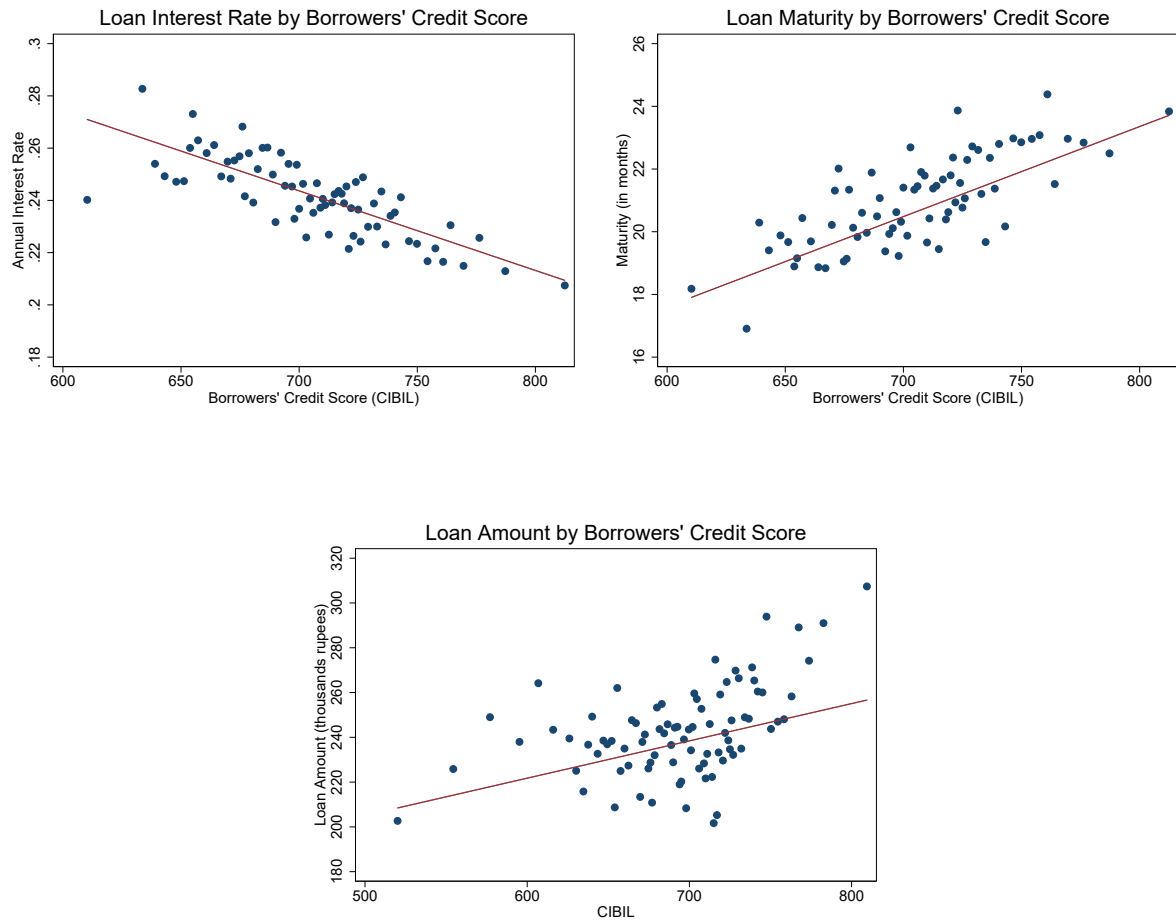 Loan Interest Rate by Borrowers' Credit Score
Annual Interest Rate
.3
.28
.26
.24
.22
.2
.18
600 650 700 750 800
Borrowers' Credit Score (CIBIL)
Loan Maturity by Borrowers' Credit Score
Maturity (in months)
26
24
22
20
18
16
600 650 700 750 800
Borrowers' Credit Score (CIBIL)
Loan Amount by Borrowers' Credit Score
Loan Amount (thousands rupees)
320
300
280
260
240
220
200
180
500 600 700 800
CIBIL